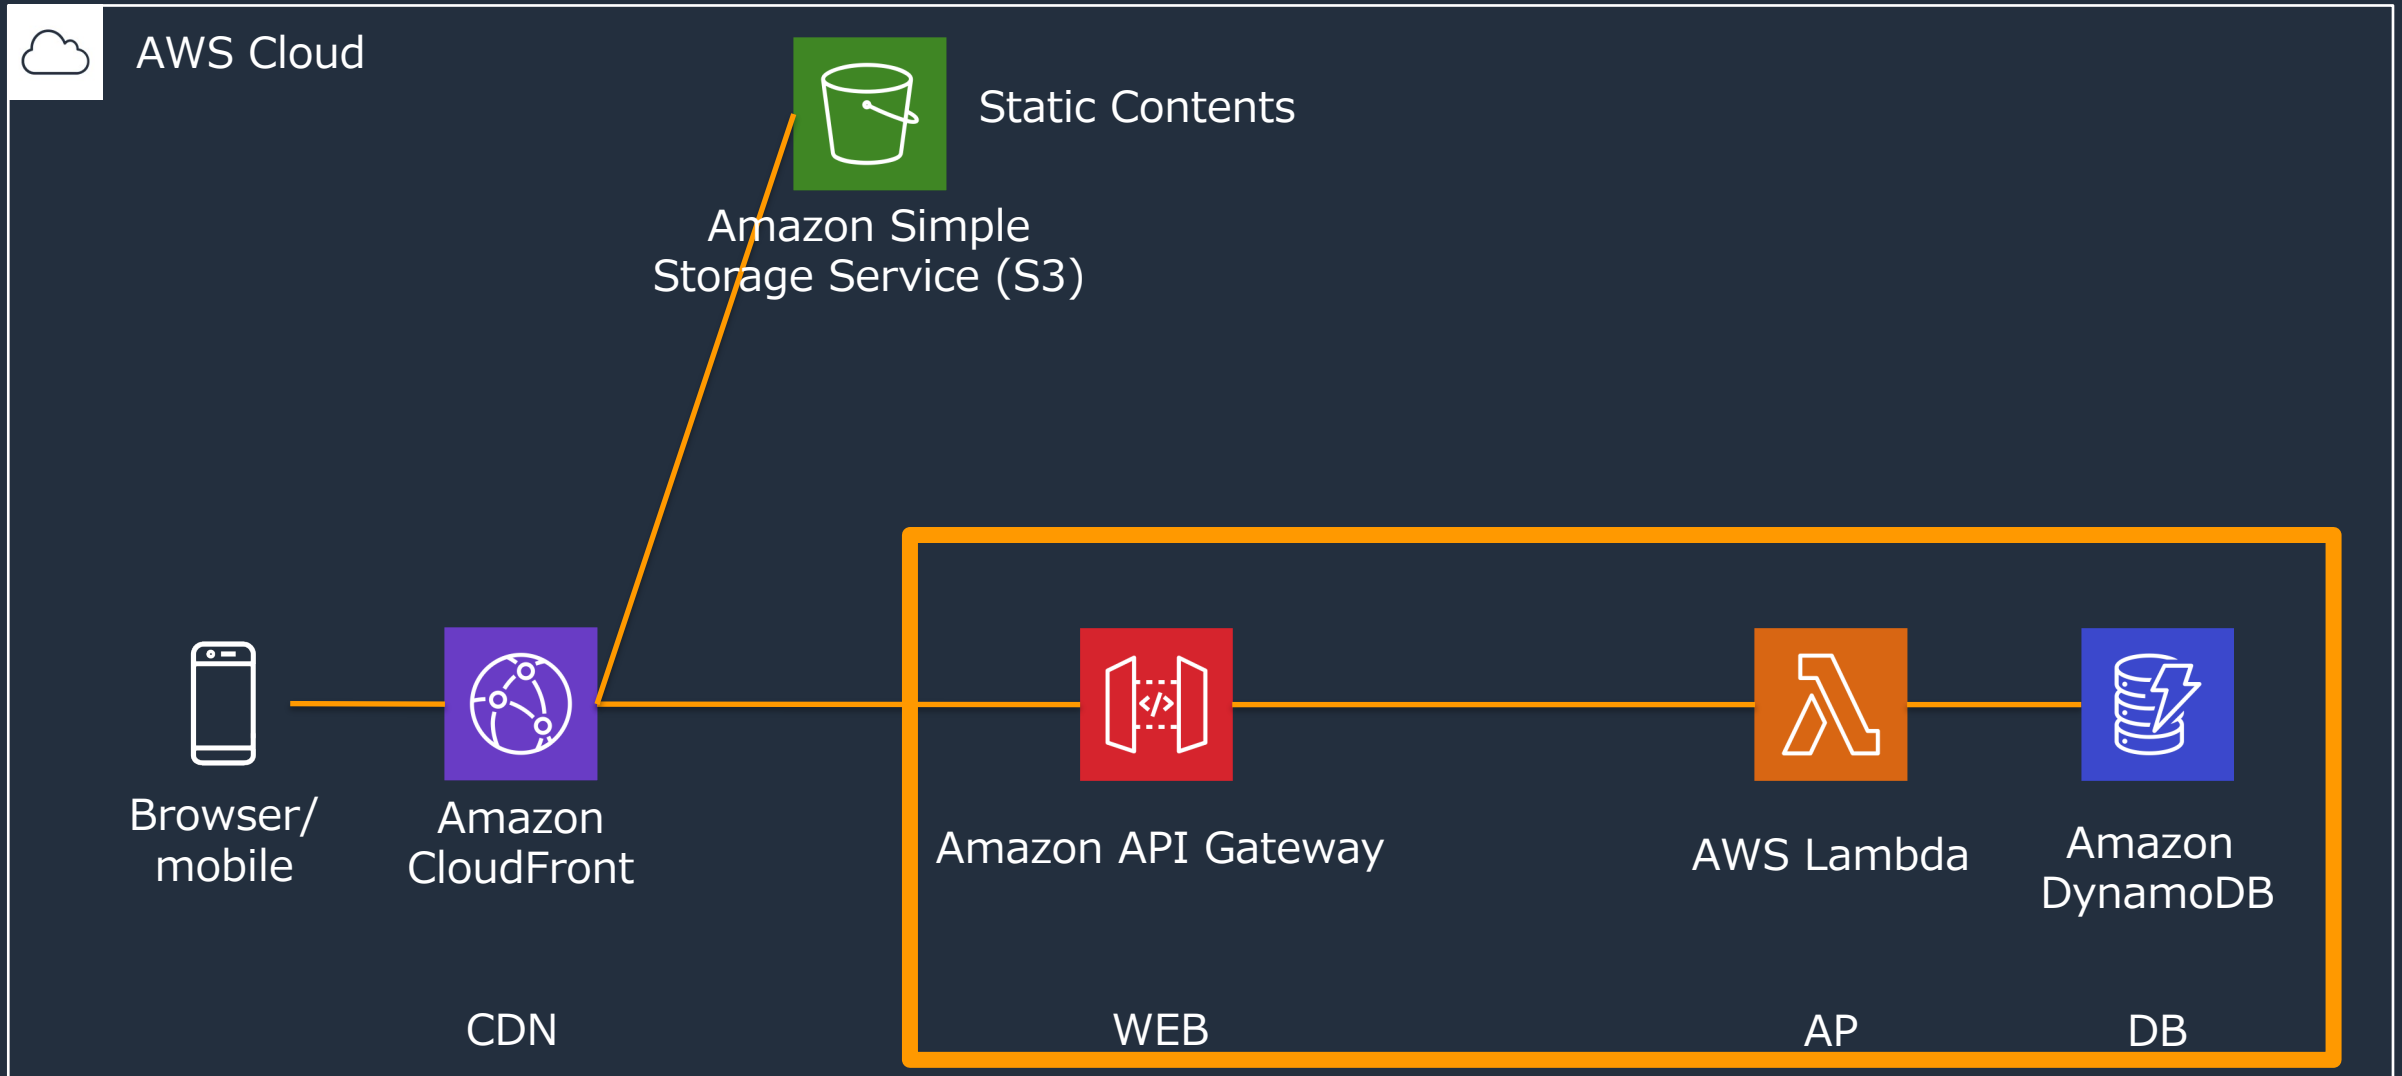 AWS Cloud
Static Contents
Amazon Simple
Storage Service (S3)
Browser/
mobile
Amazon
CloudFront
Amazon API Gateway
AWS Lambda
Amazon
DynamoDB
CDN
WEB
AP
DB